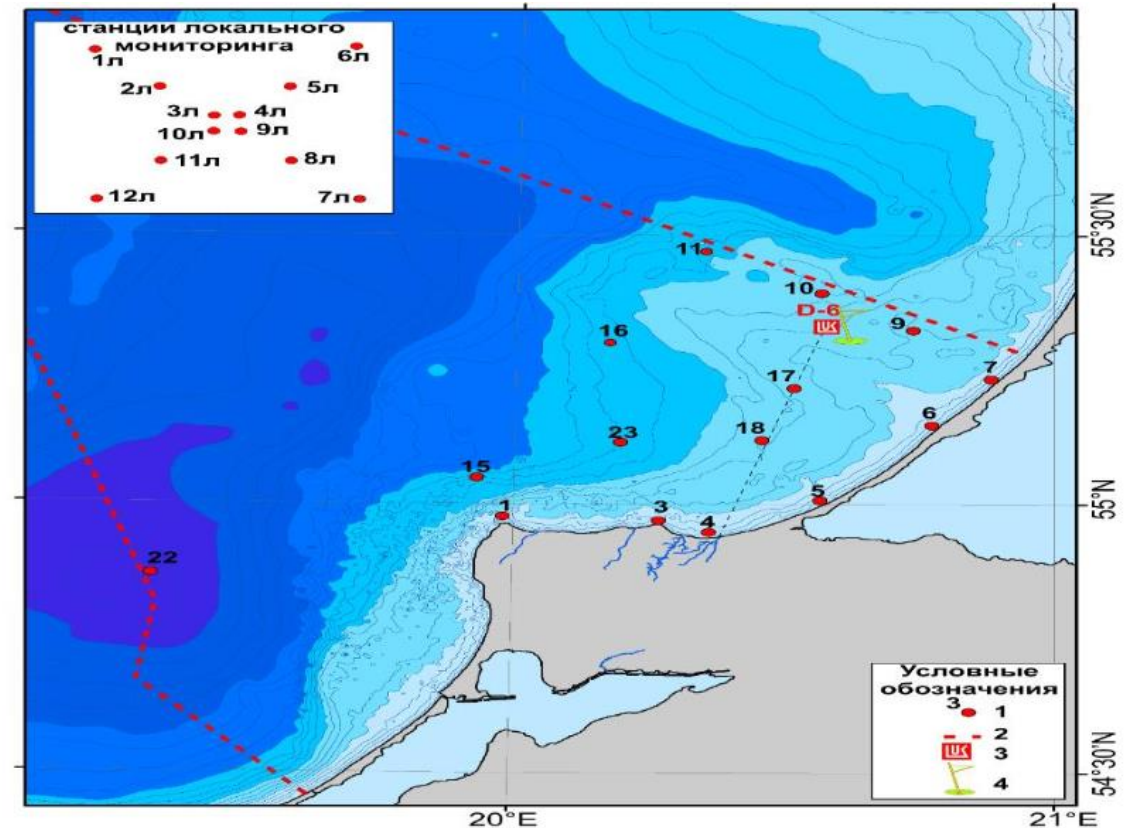 станции локального
мониторинга
1л
6л
2л
5л
3л
4л
10л
9л
11л
8л
12л
7л
55°30'N
11
10
D-6
LUK
9
16
7
17
6
18
23
15
5
1
3
4
55°N
22
Условные
обозначения
3
1
2
LUK
3
4
54°30'N
20°E
21°E